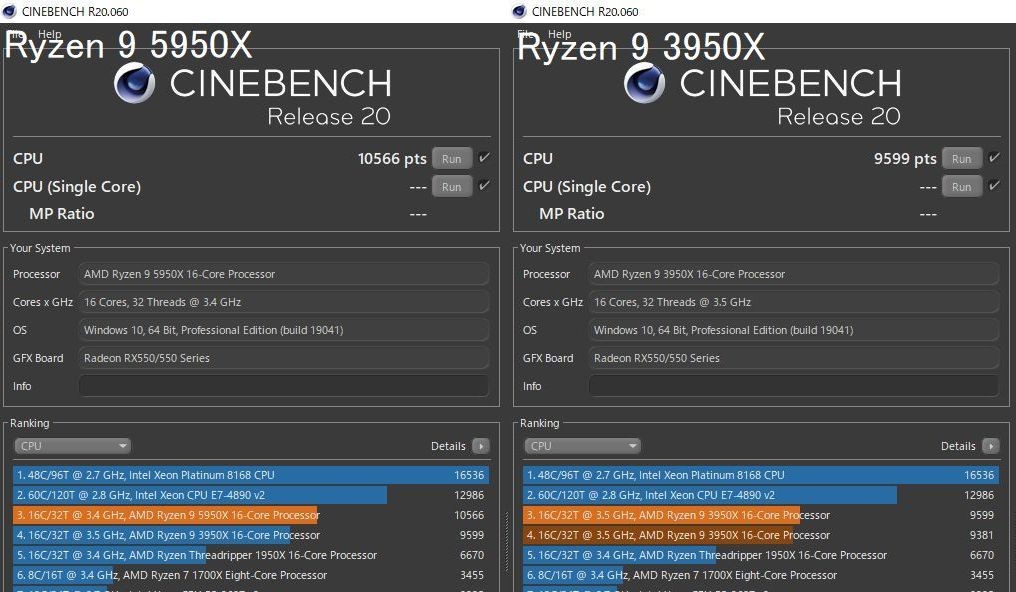 CINEBENCH R20.060
File Help
Ryzen 9 5950X
CINEBENCH
Release 20
CPU 10566 pts Run
CPU (Single Core) --- Run
MP Ratio ---
Your System
Processor AMD Ryzen 9 5950X 16-Core Processor
Cores x GHz 16 Cores, 32 Threads @ 3.4 GHz
OS Windows 10, 64 Bit, Professional Edition (build 19041)
GFX Board Radeon RX550/550 Series
Info
Ranking
CPU Details
1. 48C/96T @ 2.7 GHz, Intel Xeon Platinum 8168 CPU 16536
2. 60C/120T @ 2.8 GHz, Intel Xeon CPU E7-4890 v2 12986
3. 16C/32T @ 3.4 GHz, AMD Ryzen 9 5950X 16-Core Processor 10566
4. 16C/32T @ 3.5 GHz, AMD Ryzen 9 3950X 16-Core Processor 9599
5. 16C/32T @ 3.4 GHz, AMD Ryzen Threadripper 1950X 16-Core Processor 6670
6. 8C/16T @ 3.4 GHz, AMD Ryzen 7 1700X Eight-Core Processor 3455
CINEBENCH R20.060
File Help
Ryzen 9 3950X
CINEBENCH
Release 20
CPU 9599 pts Run
CPU (Single Core) --- Run
MP Ratio ---
Your System
Processor AMD Ryzen 9 3950X 16-Core Processor
Cores x GHz 16 Cores, 32 Threads @ 3.5 GHz
OS Windows 10, 64 Bit, Professional Edition (build 19041)
GFX Board Radeon RX550/550 Series
Info
Ranking
CPU Details
1. 48C/96T @ 2.7 GHz, Intel Xeon Platinum 8168 CPU 16536
2. 60C/120T @ 2.8 GHz, Intel Xeon CPU E7-4890 v2 12986
3. 16C/32T @ 3.5 GHz, AMD Ryzen 9 3950X 16-Core Processor 9599
4. 16C/32T @ 3.5 GHz, AMD Ryzen 9 3950X 16-Core Processor 9381
5. 16C/32T @ 3.4 GHz, AMD Ryzen Threadripper 1950X 16-Core Processor 6670
6. 8C/16T @ 3.4 GHz, AMD Ryzen 7 1700X Eight-Core Processor 3455